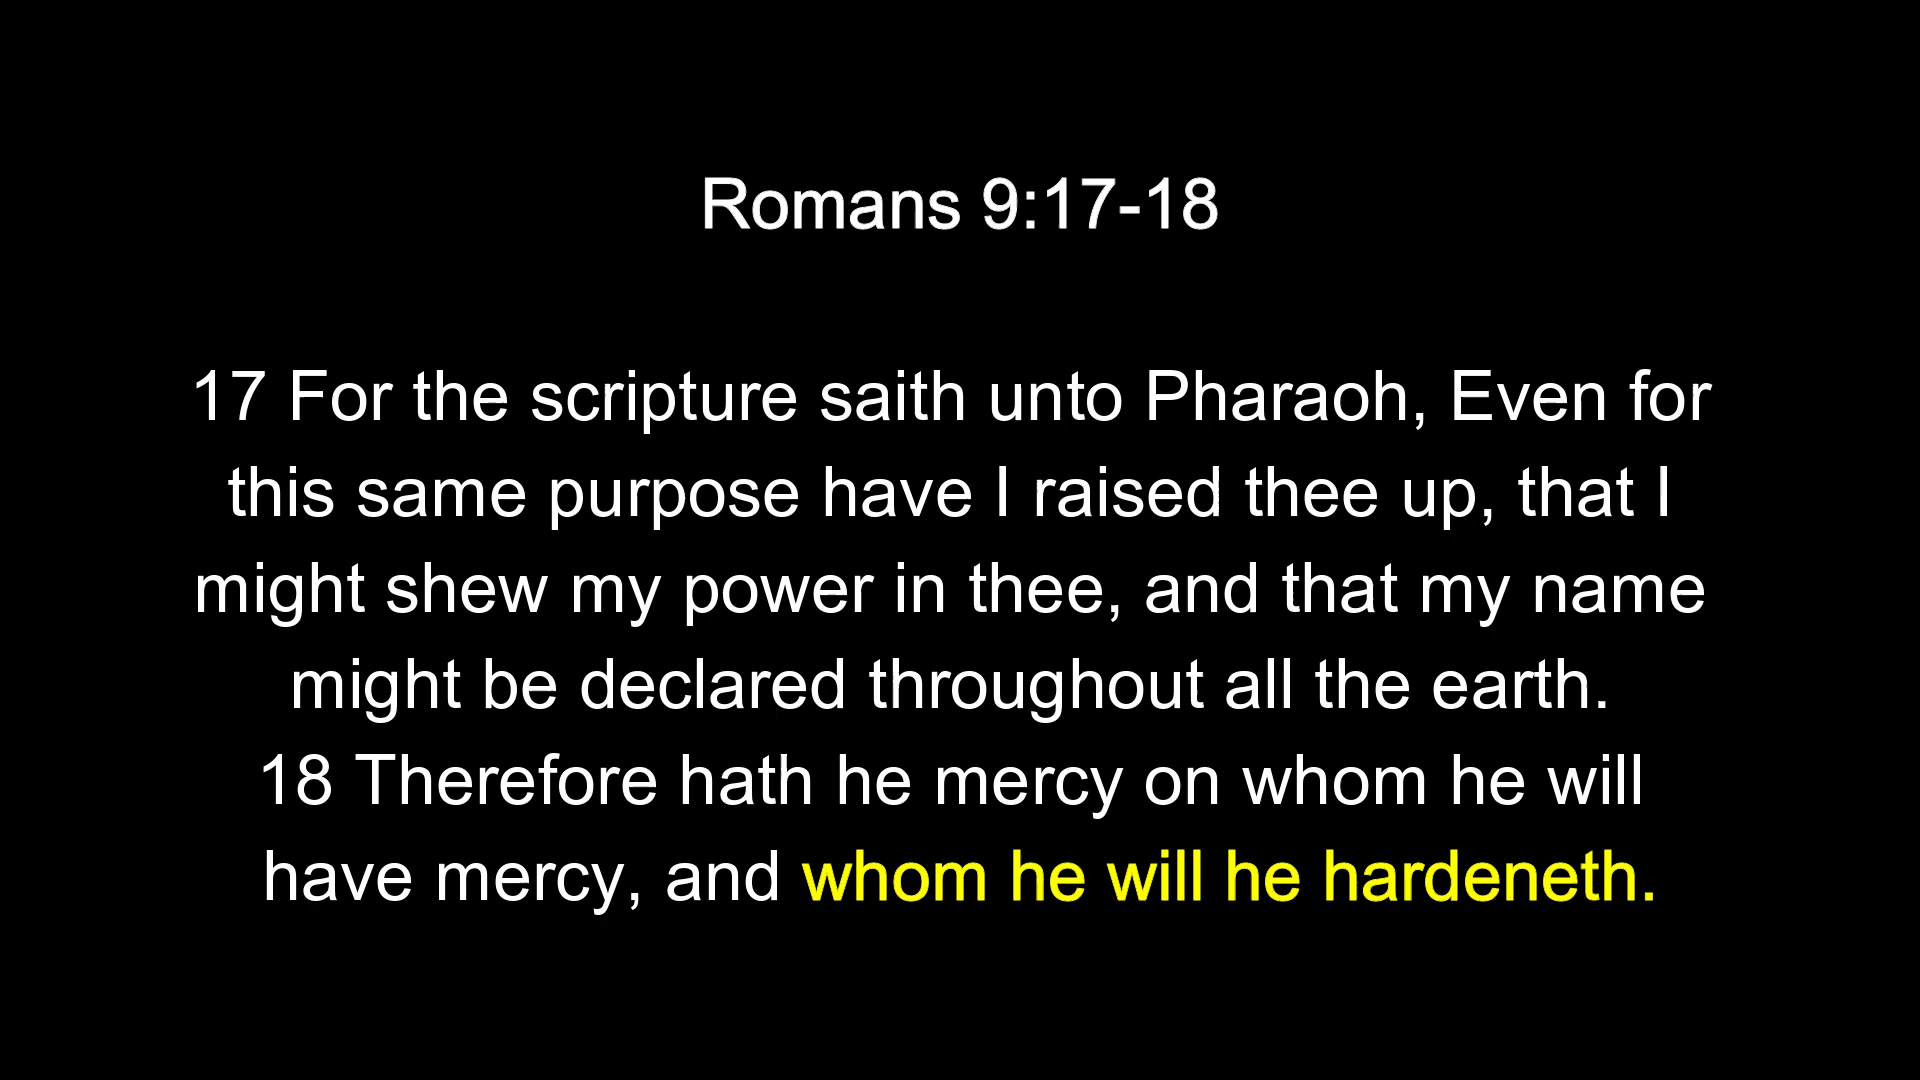 Romans 9:17-18
17 For the scripture saith unto Pharaoh, Even for
this same purpose have I raised thee up, that I
might shew my power in thee, and that my name
might be declared throughout all the earth.
18 Therefore hath he mercy on whom he will
have mercy, and whom he will he hardeneth.